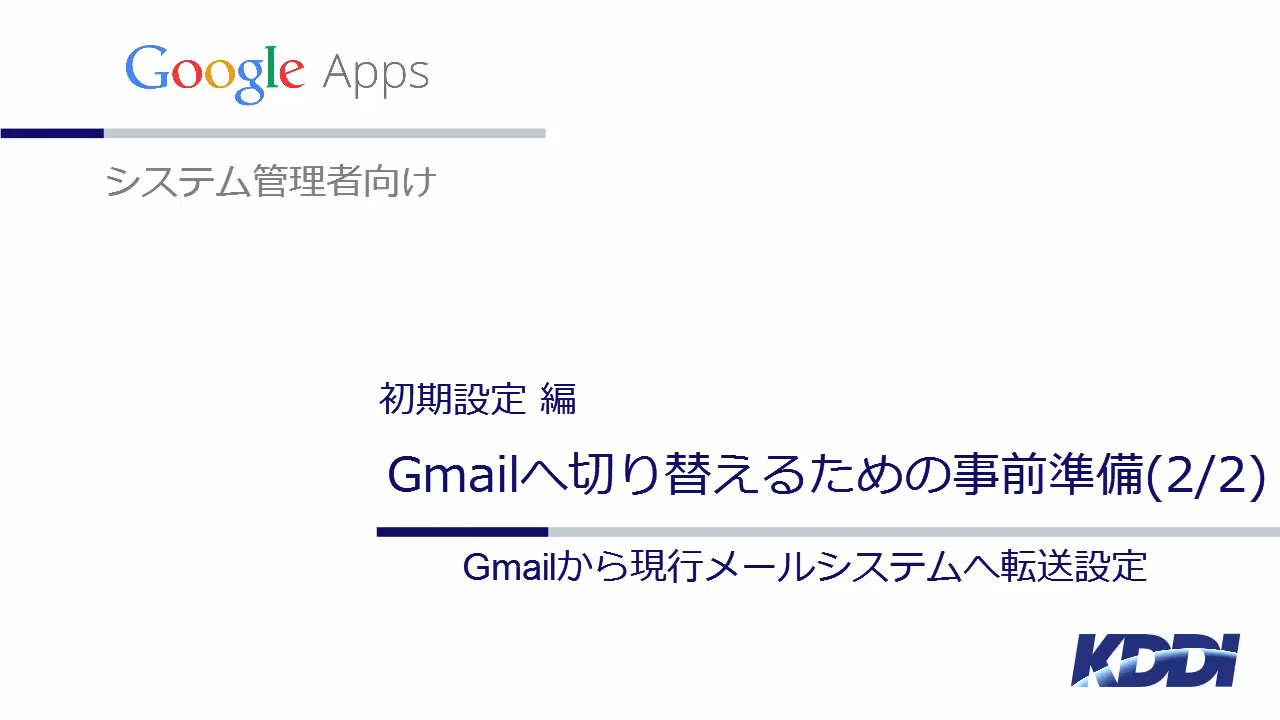 Google Apps
システム管理者向け
初期設定 編
Gmailへ切り替えるための事前準備(2/2)
Gmailから現行メールシステムへ転送設定
KDDI